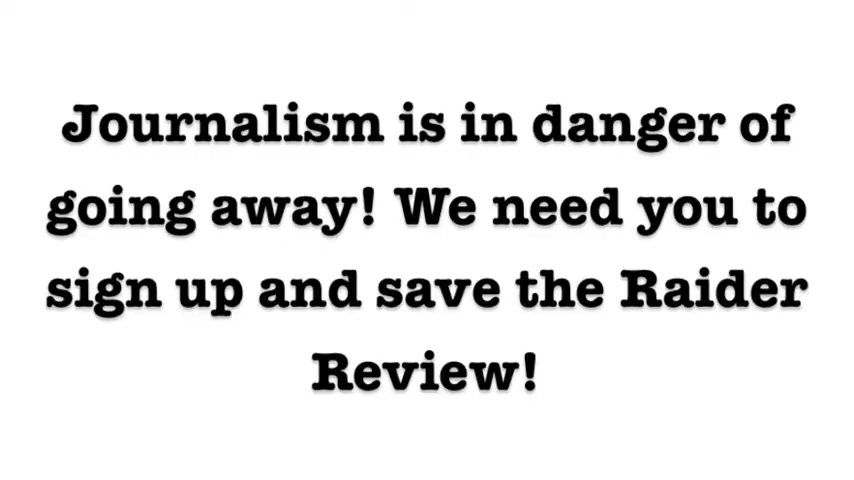 Journalism is in danger of
going away! We need you to
sign up and save the Raider
Review!